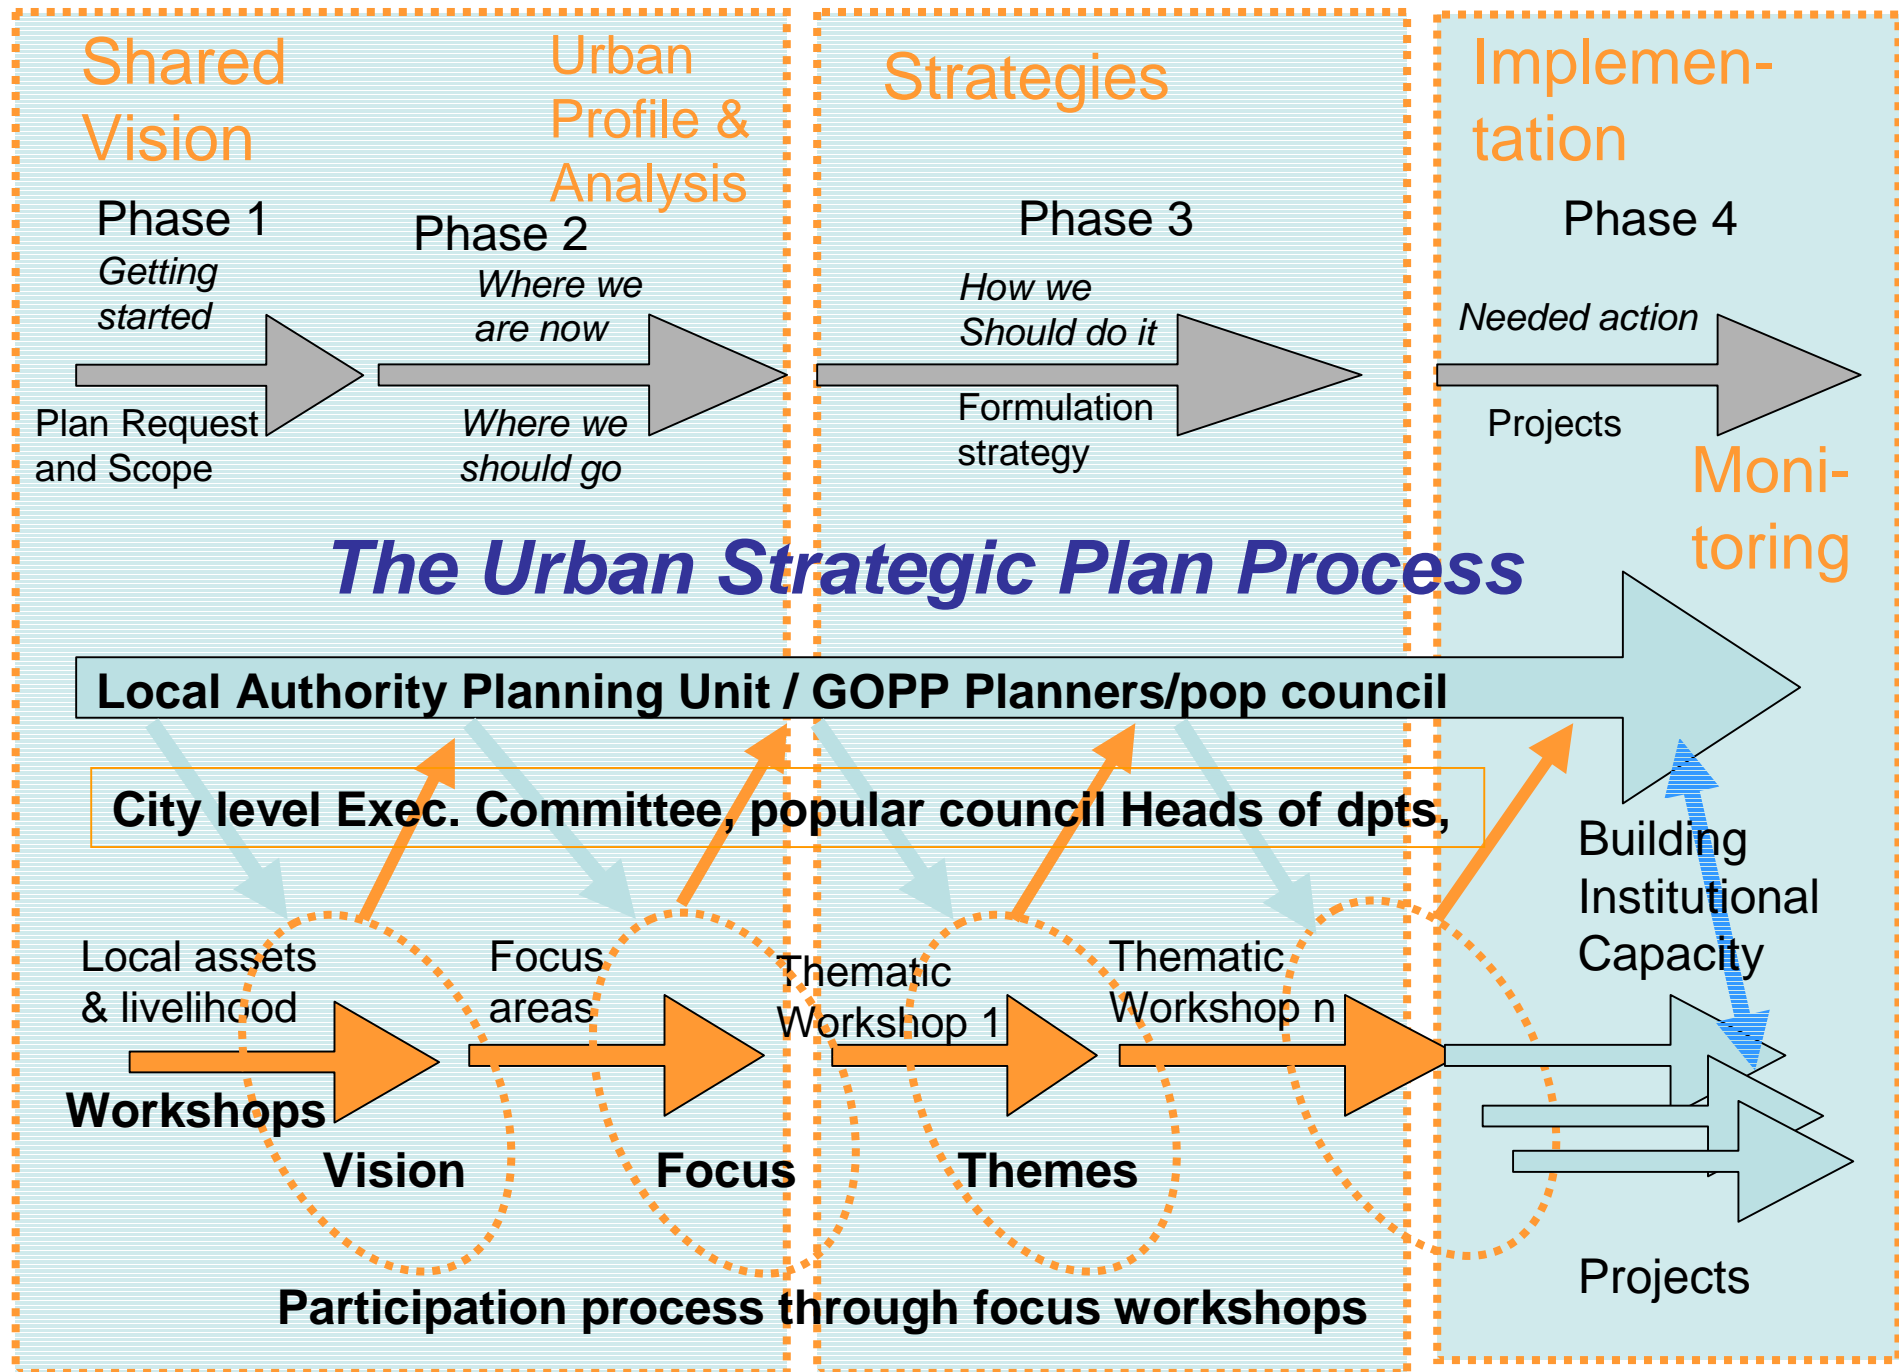 Shared
Vision
Urban
Profile &
Analysis
Strategies
Implemen-
tation
Phase 1
Getting
started
Phase 2
Where we
are now
Phase 3
How we
Should do it
Phase 4
Needed action
Plan Request
and Scope
Where we
should go
Formulation
strategy
Projects
Moni-
toring
The Urban Strategic Plan Process
Local Authority Planning Unit / GOPP Planners/pop council
City level Exec. Committee, popular council Heads of dpts,
Building
Institutional
Capacity
Local assets
& livelihood
Focus
areas
Thematic
Workshop 1
Thematic
Workshop n
Workshops
Vision
Focus
Themes
Projects
Participation process through focus workshops